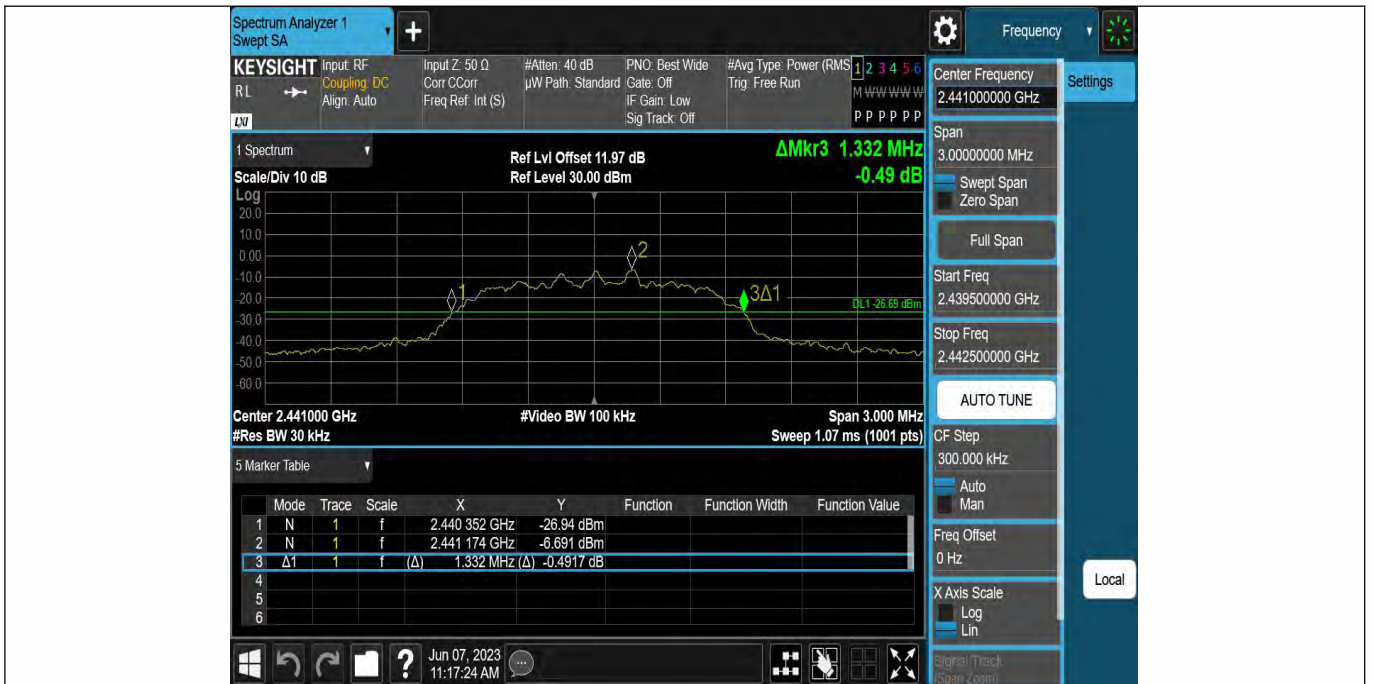 Spectrum Analyzer 1
Swept SA
+
Frequency
KEYSIGHT
RL
LXI
Input: RF
Coupling: DC
Align: Auto
Input Z: 50 Ω
Corr CCorr
Freq Ref: Int (S)
#Atten: 40 dB
µW Path: Standard
PNO: Best Wide
Gate: Off
IF Gain: Low
Sig Track: Off
#Avg Type: Power (RMS
Trig: Free Run
1 2 3 4 5 6
M W W W W W
P P P P P P
1 Spectrum
Scale/Div 10 dB
Ref Lvl Offset 11.97 dB
Ref Level 30.00 dBm
ΔMkr3 1.332 MHz
-0.49 dB
Log
20.0
10.0
0.00
-10.0
-20.0
-30.0
-40.0
-50.0
-60.0
1
2
3Δ1
DL1 -26.69 dBm
Center 2.441000 GHz
#Video BW 100 kHz
Span 3.000 MHz
#Res BW 30 kHz
Sweep 1.07 ms (1001 pts)
5 Marker Table
Mode Trace Scale X Y Function Function Width Function Value
1 N 1 f 2.440 352 GHz -26.94 dBm
2 N 1 f 2.441 174 GHz -6.691 dBm
3 Δ1 1 f (Δ) 1.332 MHz (Δ) -0.4917 dB
4
5
6
Jun 07, 2023
11:17:24 AM
Center Frequency
2.441000000 GHz
Settings
Span
3.00000000 MHz
Swept Span
Zero Span
Full Span
Start Freq
2.439500000 GHz
Stop Freq
2.442500000 GHz
AUTO TUNE
CF Step
300.000 kHz
Auto
Man
Freq Offset
0 Hz
X Axis Scale
Log
Lin
Local
Signal Track
(Span Zoom)